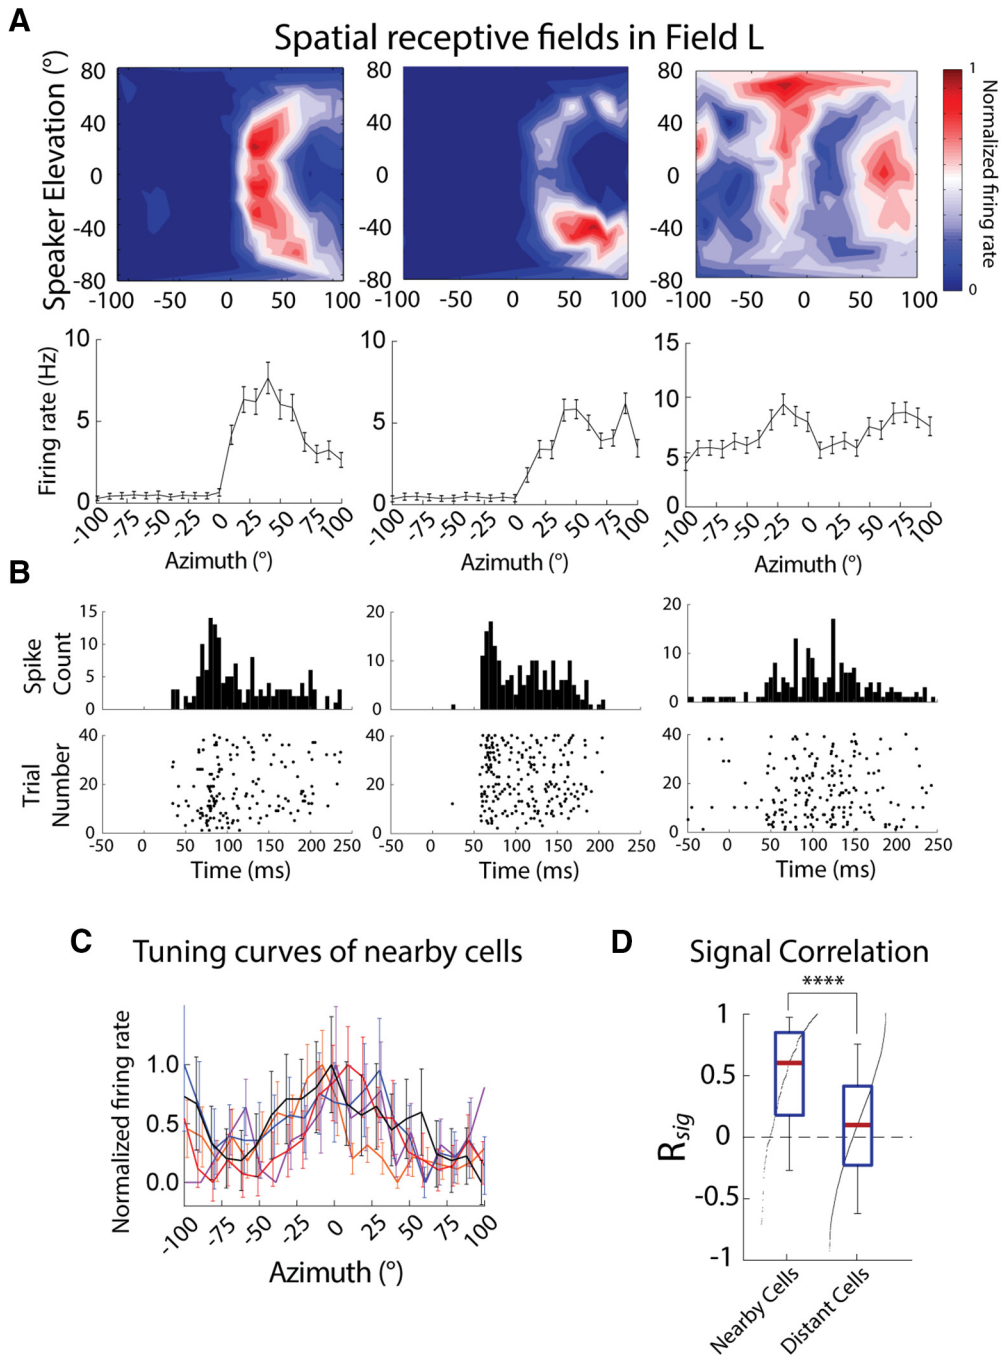 A
Spatial receptive fields in Field L
Speaker Elevation (°)
80 40 0 -40 -80
-100 0 50 100
80 40 0 -40 -80
-100 0 50 100
80 40 0 -40 -80
-100 0 50 100
1
0
Normalized firing rate
Firing rate (Hz)
10 5 0
-100 -75 -50 -25 0 25 50 75 100
Azimuth (°)
10 5 0
-100 -75 -50 -25 0 25 50 75 100
Azimuth (°)
15 10 5 0
-100 -75 -50 -25 0 25 50 75 100
Azimuth (°)
B
Spike
Count
15 10 5 0
20 10 0
20 10 0
Trial
Number
40 20 0
-50 0 50 100 150 200 250
Time (ms)
40 20 0
-50 0 50 100 150 200 250
Time (ms)
40 20 0
-50 0 50 100 150 200 250
Time (ms)
C
Tuning curves of nearby cells
Normalized firing rate
1.0
0.5
0.0
-100 -75 -50 -25 0 25 50 75 100
Azimuth (°)
D
Signal Correlation
****
Rsig
1
0.5
0
-0.5
-1
Nearby Cells
Distant Cells